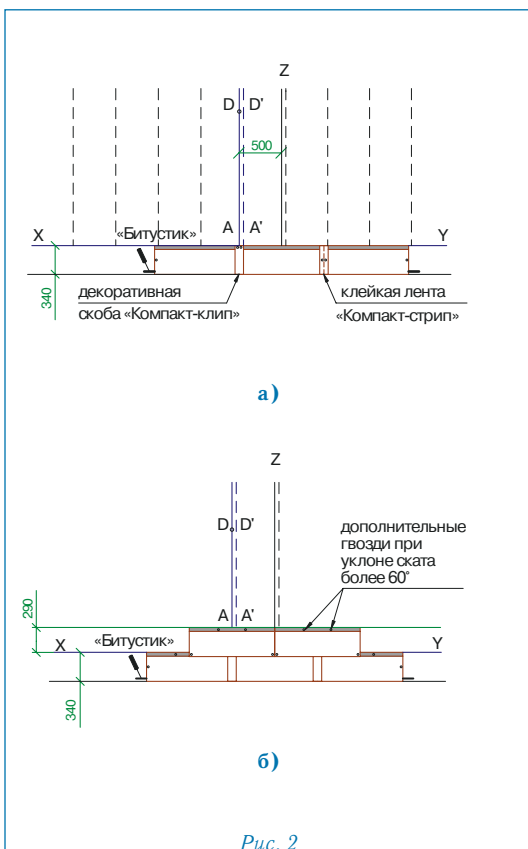 Z
D D'
500
A A'
X
«Битустик»
Y
340
декоративная
скоба «Компакт-клип»
клейкая лента
«Компакт-стрип»
а)
Z
D D'
дополнительные
гвозди при
уклоне ската
более 60°
290
A A'
X
«Битустик»
Y
340
б)
Рис. 2